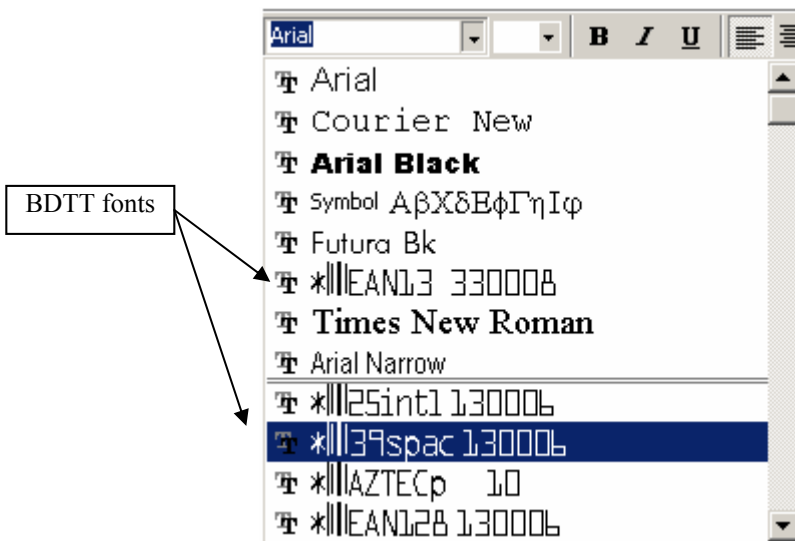 Arial B I U
Arial
Courier New
Arial Black
Symbol ΑβΧδΕφΓηΙφ
BDTT fonts
Futura Bk
*|||EAN13 330008
Times New Roman
Arial Narrow
*|||25intl 130006
*|||39spac 130006
*|||AZTECp 10
*|||EAN128 130006